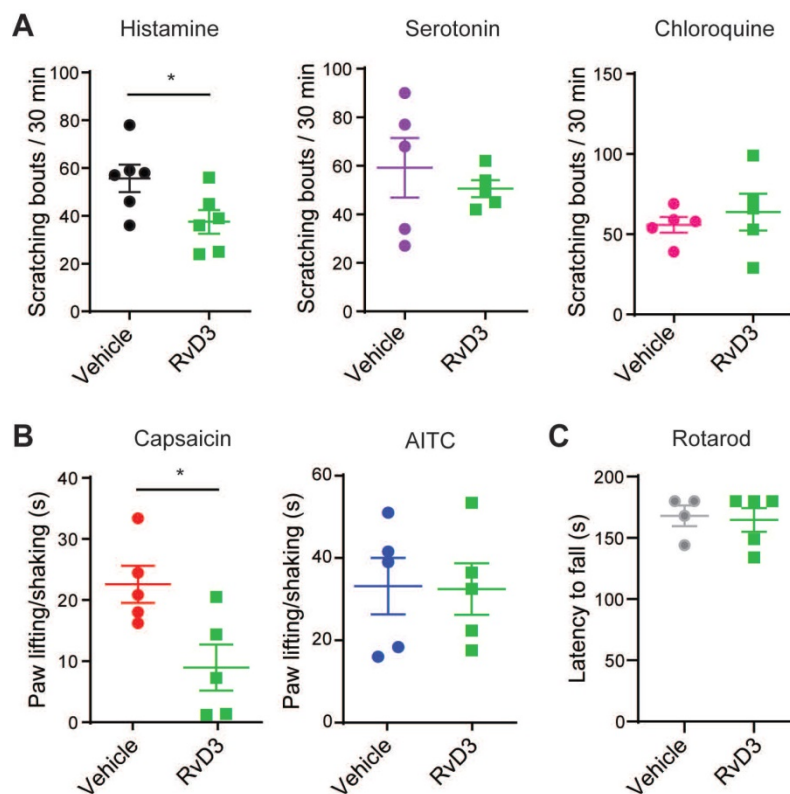 A
Histamine
Scratching bouts / 30 min
100
80
60
40
20
0
*
Vehicle
RvD3
Serotonin
Scratching bouts / 30 min
100
80
60
40
20
0
Vehicle
RvD3
Chloroquine
Scratching bouts / 30 min
150
100
50
0
Vehicle
RvD3
B
Capsaicin
Paw lifting/shaking (s)
40
30
20
10
0
*
Vehicle
RvD3
AITC
Paw lifting/shaking (s)
60
40
20
0
Vehicle
RvD3
C
Rotarod
Latency to fall (s)
200
150
100
50
0
Vehicle
RvD3